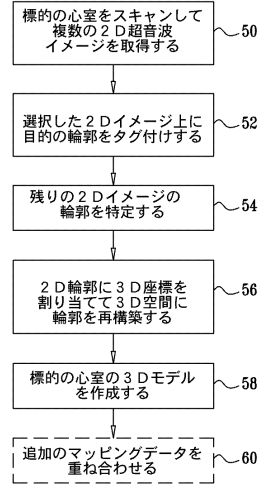 標的の心室をスキャンして
複数の2D超音波
イメージを取得する
50
選択した2Dイメージ上に
目的の輪郭をタグ付けする
52
残りの2Dイメージの
輪郭を特定する
54
2D輪郭に3D座標を
割り当てて3D空間に
輪郭を再構築する
56
標的の心室の3Dモデル
を作成する
58
追加のマッピングデータを
重ね合わせる
60